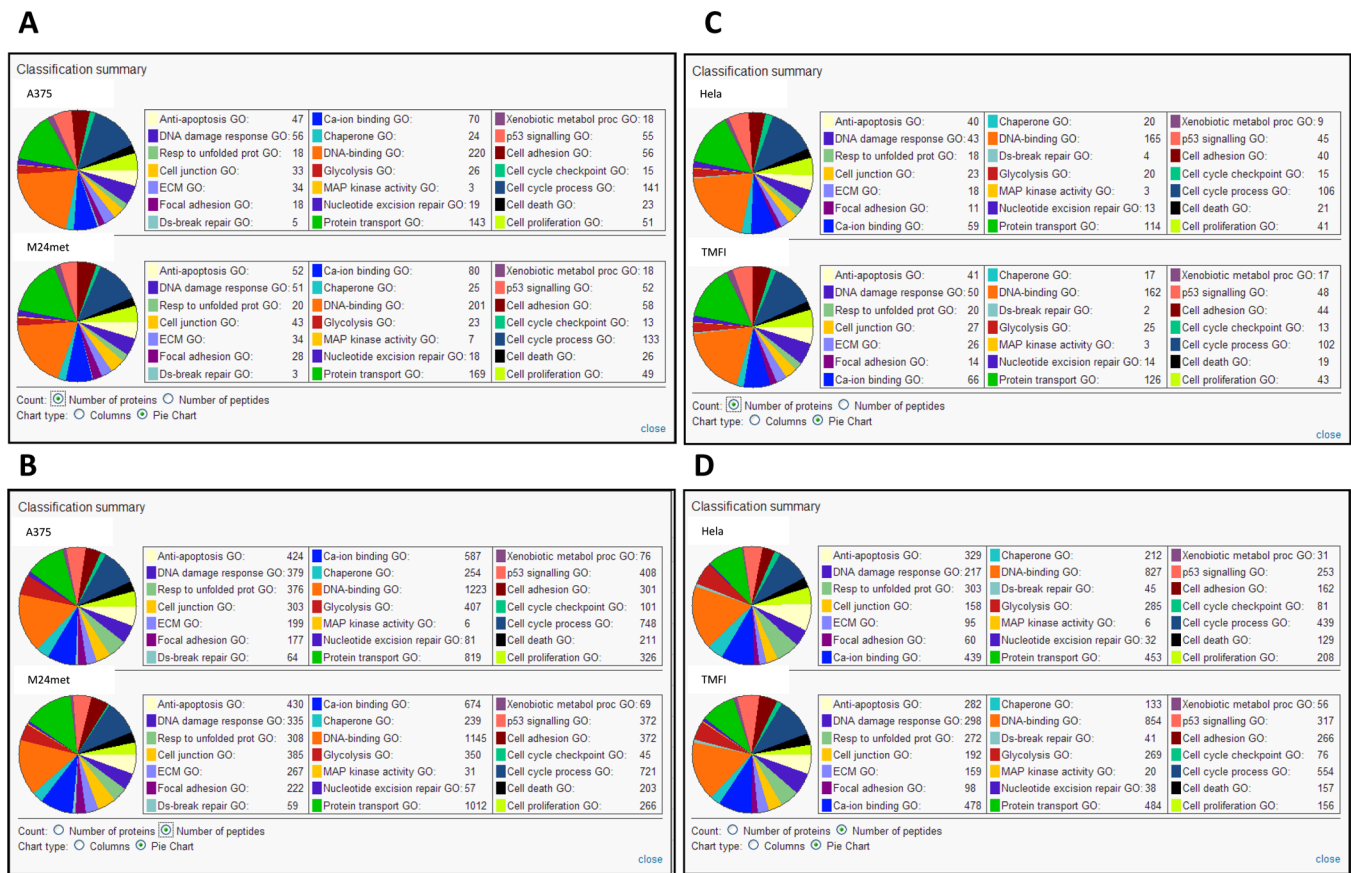 A
Classification summary
A375
Anti-apoptosis GO: 47 Ca-ion binding GO: 70 Xenobiotic metabol proc GO: 18
DNA damage response GO: 56 Chaperone GO: 24 p53 signalling GO: 55
Resp to unfolded prot GO: 18 DNA-binding GO: 220 Cell adhesion GO: 56
Cell junction GO: 33 Glycolysis GO: 26 Cell cycle checkpoint GO: 15
ECM GO: 34 MAP kinase activity GO: 3 Cell cycle process GO: 141
Focal adhesion GO: 18 Nucleotide excision repair GO: 19 Cell death GO: 23
Ds-break repair GO: 5 Protein transport GO: 143 Cell proliferation GO: 51
M24met
Anti-apoptosis GO: 52 Ca-ion binding GO: 80 Xenobiotic metabol proc GO: 18
DNA damage response GO: 51 Chaperone GO: 25 p53 signalling GO: 52
Resp to unfolded prot GO: 20 DNA-binding GO: 201 Cell adhesion GO: 58
Cell junction GO: 43 Glycolysis GO: 23 Cell cycle checkpoint GO: 13
ECM GO: 34 MAP kinase activity GO: 7 Cell cycle process GO: 133
Focal adhesion GO: 28 Nucleotide excision repair GO: 18 Cell death GO: 26
Ds-break repair GO: 3 Protein transport GO: 169 Cell proliferation GO: 49
Count: Number of proteins Number of peptides
Chart type: Columns Pie Chart
close
B
Classification summary
A375
Anti-apoptosis GO: 424 Ca-ion binding GO: 587 Xenobiotic metabol proc GO: 76
DNA damage response GO: 379 Chaperone GO: 254 p53 signalling GO: 408
Resp to unfolded prot GO: 376 DNA-binding GO: 1223 Cell adhesion GO: 301
Cell junction GO: 303 Glycolysis GO: 407 Cell cycle checkpoint GO: 101
ECM GO: 199 MAP kinase activity GO: 6 Cell cycle process GO: 748
Focal adhesion GO: 177 Nucleotide excision repair GO: 81 Cell death GO: 211
Ds-break repair GO: 64 Protein transport GO: 819 Cell proliferation GO: 326
M24met
Anti-apoptosis GO: 430 Ca-ion binding GO: 674 Xenobiotic metabol proc GO: 69
DNA damage response GO: 335 Chaperone GO: 239 p53 signalling GO: 372
Resp to unfolded prot GO: 308 DNA-binding GO: 1145 Cell adhesion GO: 372
Cell junction GO: 385 Glycolysis GO: 350 Cell cycle checkpoint GO: 45
ECM GO: 267 MAP kinase activity GO: 31 Cell cycle process GO: 721
Focal adhesion GO: 222 Nucleotide excision repair GO: 57 Cell death GO: 203
Ds-break repair GO: 59 Protein transport GO: 1012 Cell proliferation GO: 266
Count: Number of proteins Number of peptides
Chart type: Columns Pie Chart
close
C
Classification summary
Hela
Anti-apoptosis GO: 40 Chaperone GO: 20 Xenobiotic metabol proc GO: 9
DNA damage response GO: 43 DNA-binding GO: 165 p53 signalling GO: 45
Resp to unfolded prot GO: 18 Ds-break repair GO: 4 Cell adhesion GO: 40
Cell junction GO: 23 Glycolysis GO: 20 Cell cycle checkpoint GO: 15
ECM GO: 18 MAP kinase activity GO: 3 Cell cycle process GO: 106
Focal adhesion GO: 11 Nucleotide excision repair GO: 13 Cell death GO: 21
Ca-ion binding GO: 59 Protein transport GO: 114 Cell proliferation GO: 41
TMFI
Anti-apoptosis GO: 41 Chaperone GO: 17 Xenobiotic metabol proc GO: 17
DNA damage response GO: 50 DNA-binding GO: 162 p53 signalling GO: 48
Resp to unfolded prot GO: 20 Ds-break repair GO: 2 Cell adhesion GO: 44
Cell junction GO: 27 Glycolysis GO: 25 Cell cycle checkpoint GO: 13
ECM GO: 26 MAP kinase activity GO: 3 Cell cycle process GO: 102
Focal adhesion GO: 14 Nucleotide excision repair GO: 14 Cell death GO: 19
Ca-ion binding GO: 66 Protein transport GO: 126 Cell proliferation GO: 43
Count: Number of proteins Number of peptides
Chart type: Columns Pie Chart
close
D
Classification summary
Hela
Anti-apoptosis GO: 329 Chaperone GO: 212 Xenobiotic metabol proc GO: 31
DNA damage response GO: 217 DNA-binding GO: 827 p53 signalling GO: 253
Resp to unfolded prot GO: 303 Ds-break repair GO: 45 Cell adhesion GO: 162
Cell junction GO: 158 Glycolysis GO: 285 Cell cycle checkpoint GO: 81
ECM GO: 95 MAP kinase activity GO: 6 Cell cycle process GO: 439
Focal adhesion GO: 60 Nucleotide excision repair GO: 32 Cell death GO: 129
Ca-ion binding GO: 439 Protein transport GO: 453 Cell proliferation GO: 208
TMFI
Anti-apoptosis GO: 282 Chaperone GO: 133 Xenobiotic metabol proc GO: 56
DNA damage response GO: 298 DNA-binding GO: 854 p53 signalling GO: 317
Resp to unfolded prot GO: 272 Ds-break repair GO: 41 Cell adhesion GO: 266
Cell junction GO: 192 Glycolysis GO: 269 Cell cycle checkpoint GO: 76
ECM GO: 159 MAP kinase activity GO: 20 Cell cycle process GO: 554
Focal adhesion GO: 98 Nucleotide excision repair GO: 38 Cell death GO: 157
Ca-ion binding GO: 478 Protein transport GO: 484 Cell proliferation GO: 156
Count: Number of proteins Number of peptides
Chart type: Columns Pie Chart
close